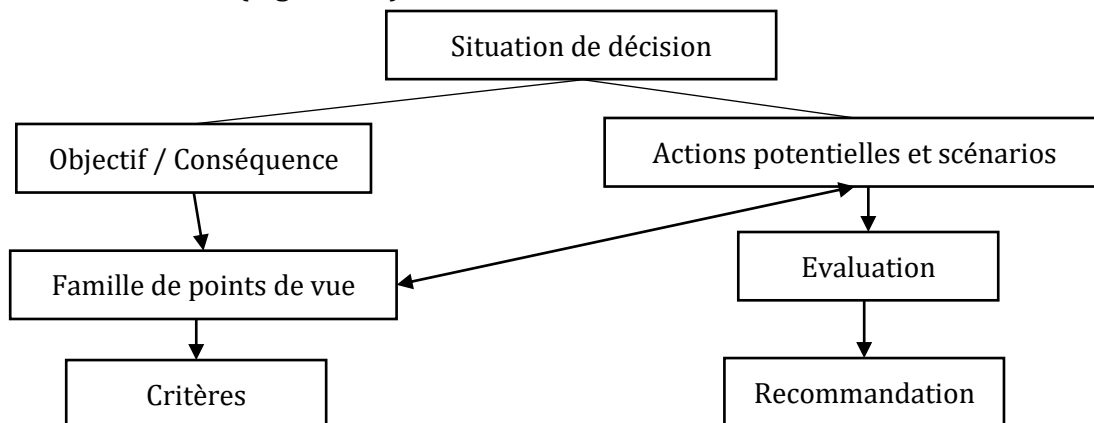 Situation de décision
Objectif / Conséquence
Actions potentielles et scénarios
Famille de points de vue
Evaluation
Critères
Recommandation